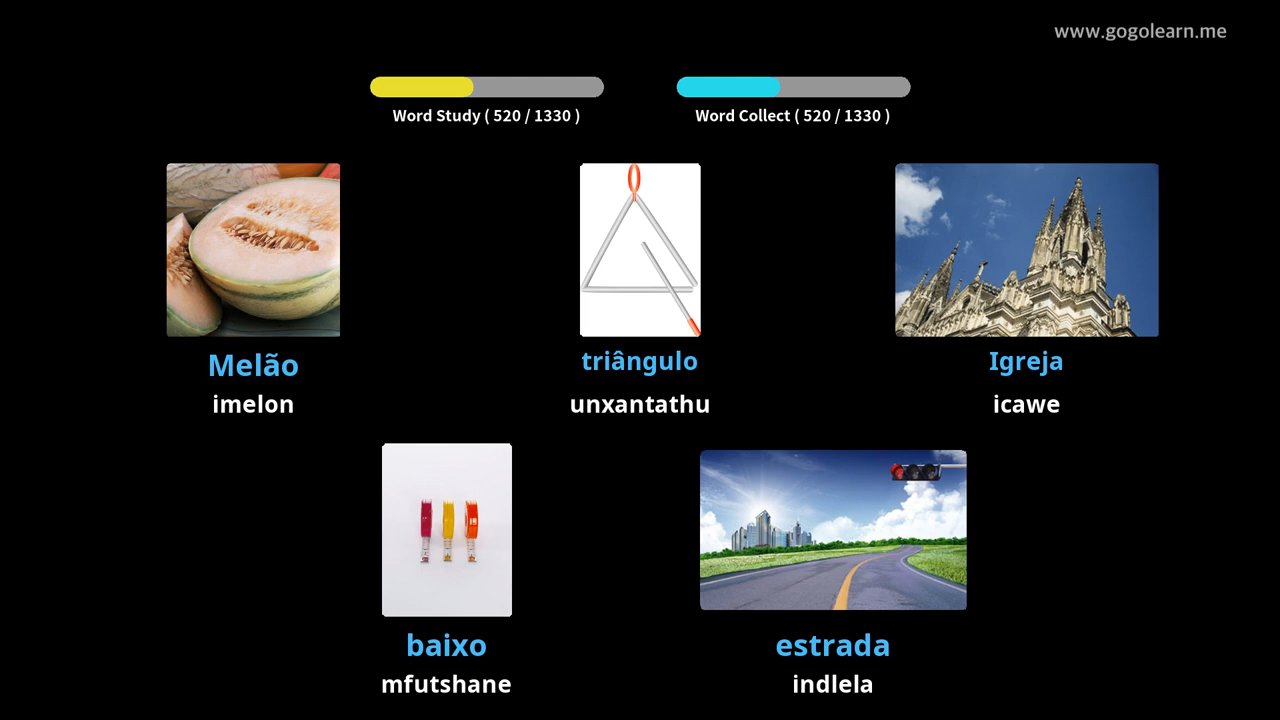 www.gogolearn.me
Word Study ( 520 / 1330 )
Word Collect ( 520 / 1330 )
Melão
imelon
triângulo
unxantathu
Igreja
icawe
baixo
mfutshane
estrada
indlela